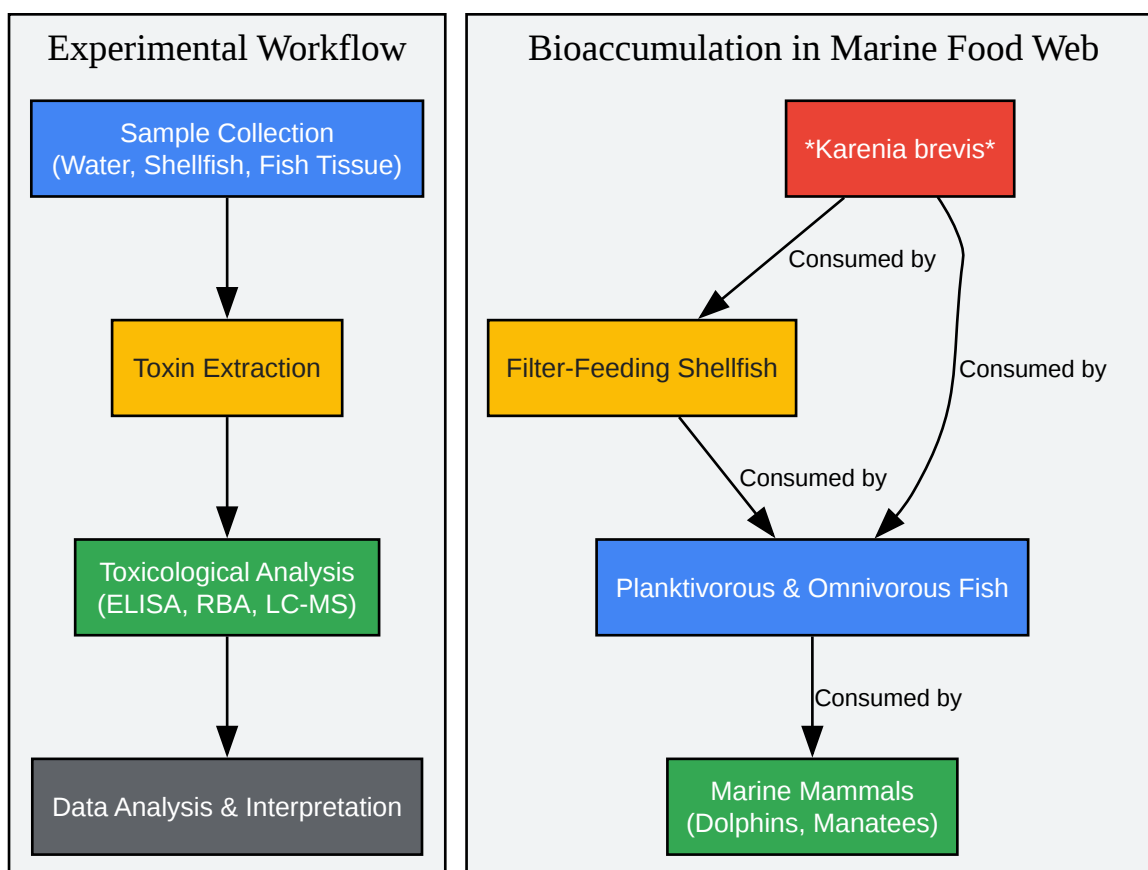 Experimental Workflow
Sample Collection
(Water, Shellfish, Fish Tissue)
Toxin Extraction
Toxicological Analysis
(ELISA, RBA, LC-MS)
Data Analysis & Interpretation
Bioaccumulation in Marine Food Web
*Karenia brevis*
Consumed by
Filter-Feeding Shellfish
Consumed by
Consumed by
Planktivorous & Omnivorous Fish
Consumed by
Marine Mammals
(Dolphins, Manatees)